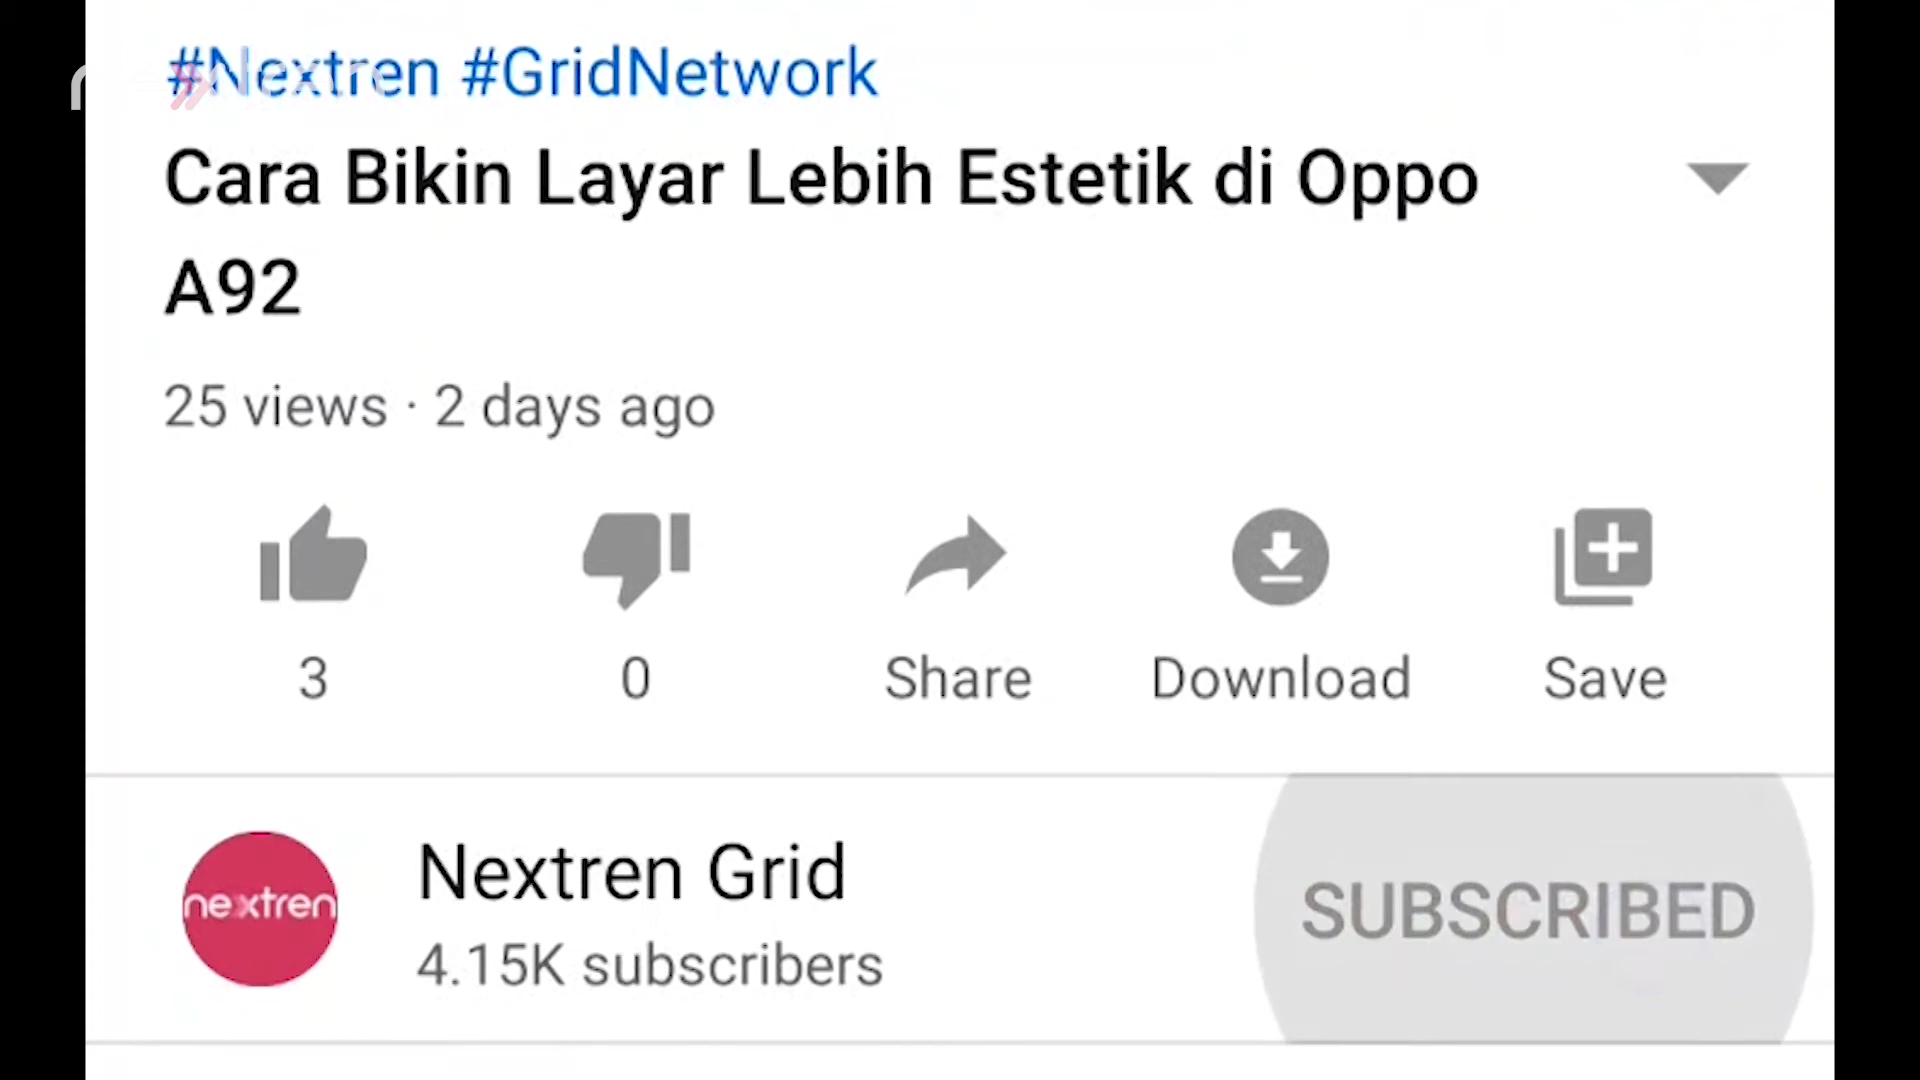 #Nextren #GridNetwork
Cara Bikin Layar Lebih Estetik di Oppo
A92
25 views · 2 days ago
3
0
Share
Download
Save
nextren
Nextren Grid
4.15K subscribers
SUBSCRIBED